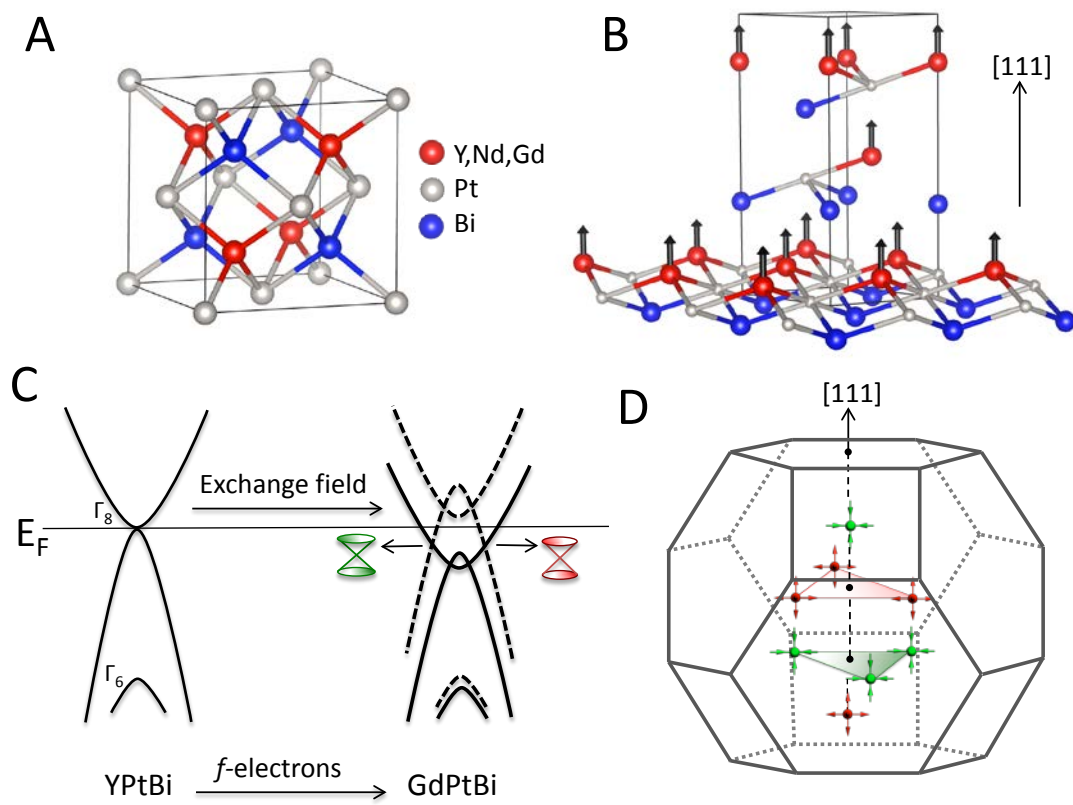 A
Y,Nd,Gd
Pt
Bi
B
[111]
C
Γ8
Exchange field
EF
Γ6
YPtBi
f-electrons
GdPtBi
D
[111]